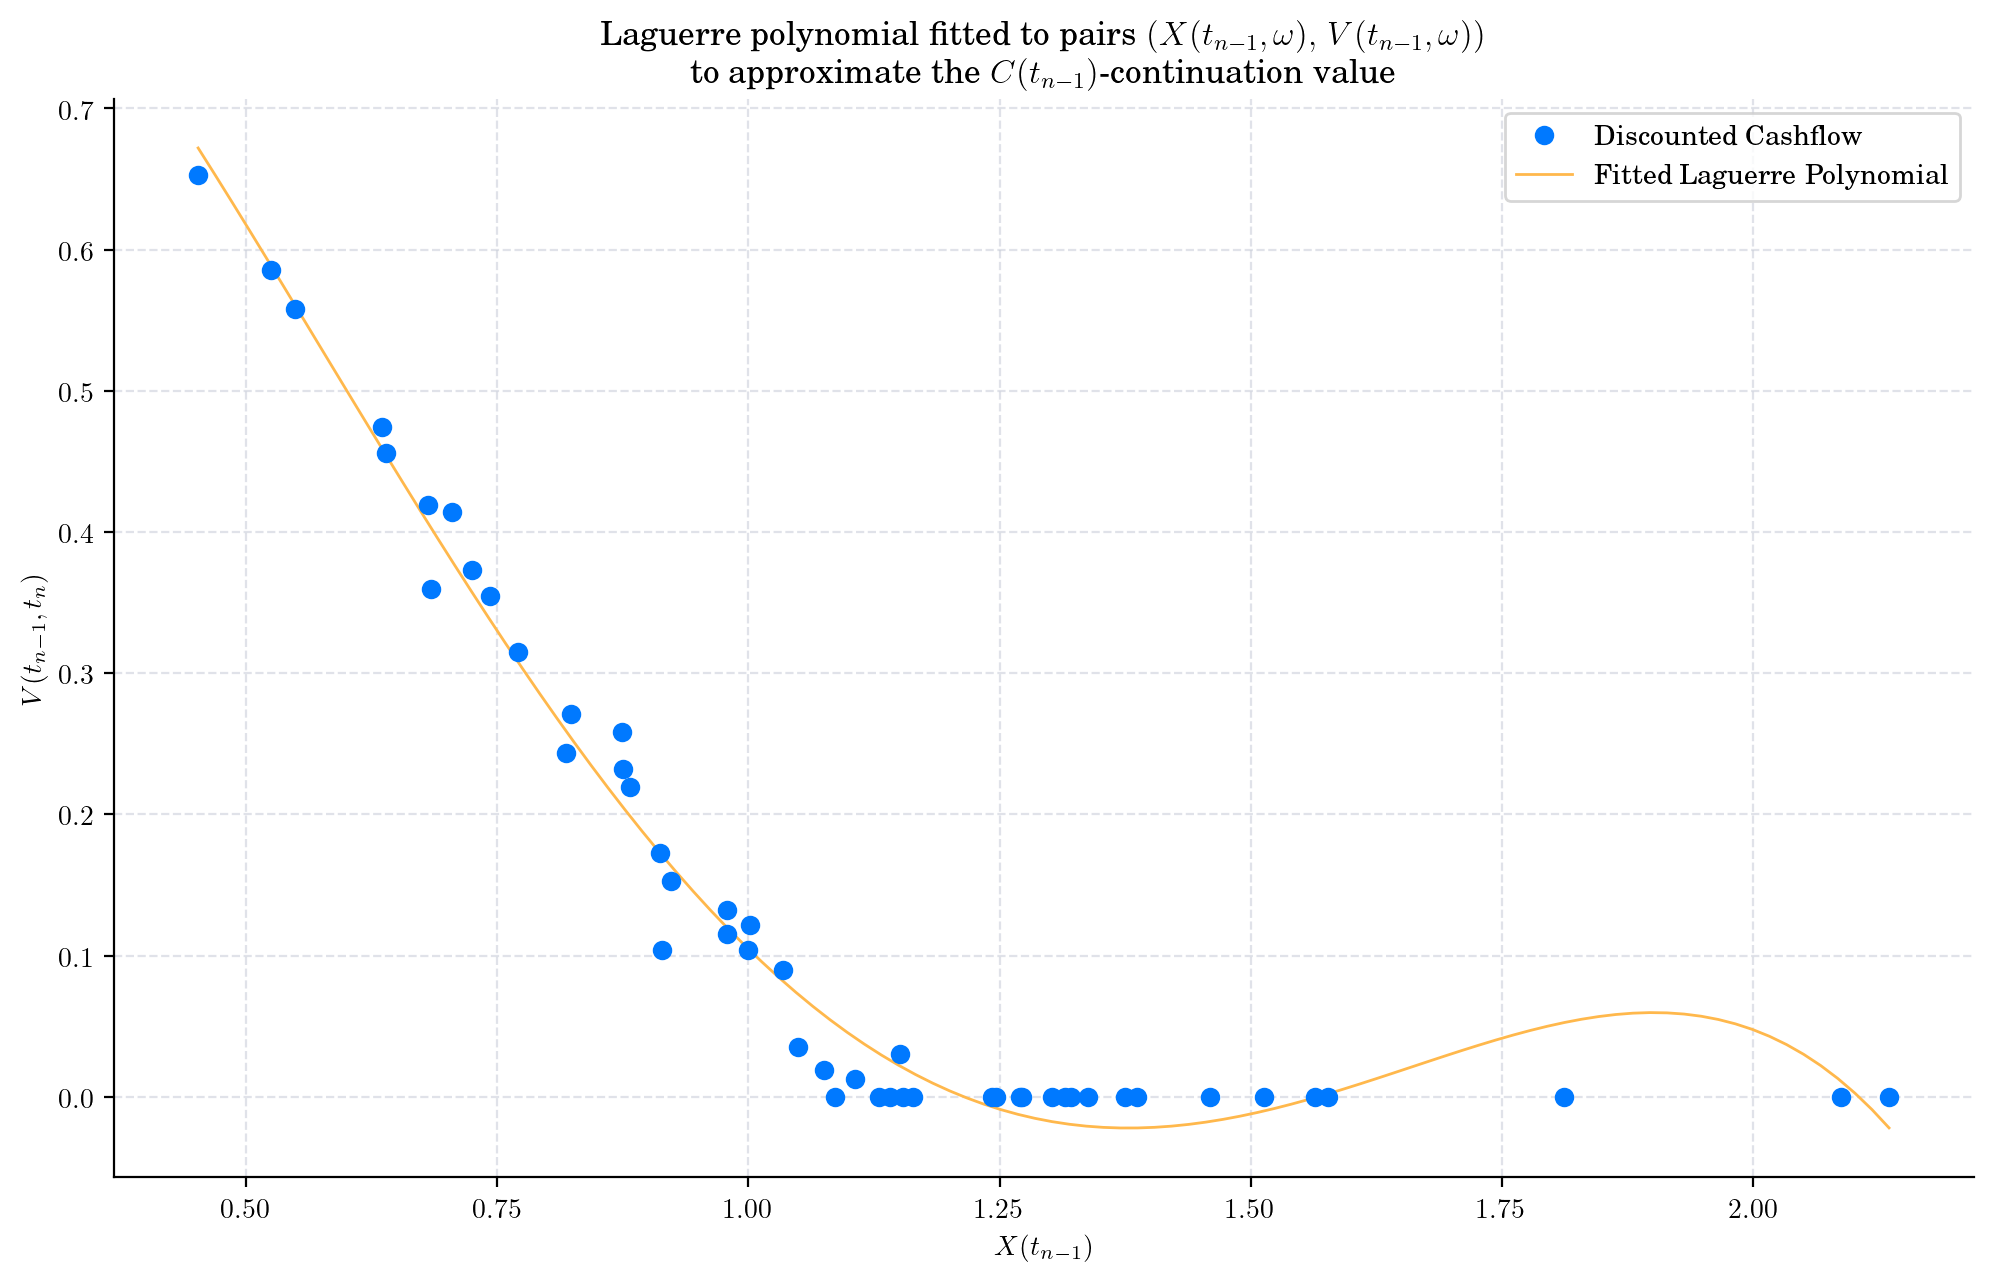 Laguerre polynomial fitted to pairs $(X(t_{n-1}, \omega), V(t_{n-1}, \omega))$
to approximate the $C(t_{n-1})$-continuation value
Discounted Cashflow
Fitted Laguerre Polynomial
$V(t_{n-1}, t_n)$
0.7
0.6
0.5
0.4
0.3
0.2
0.1
0.0
0.50 0.75 1.00 1.25 1.50 1.75 2.00
$X(t_{n-1})$